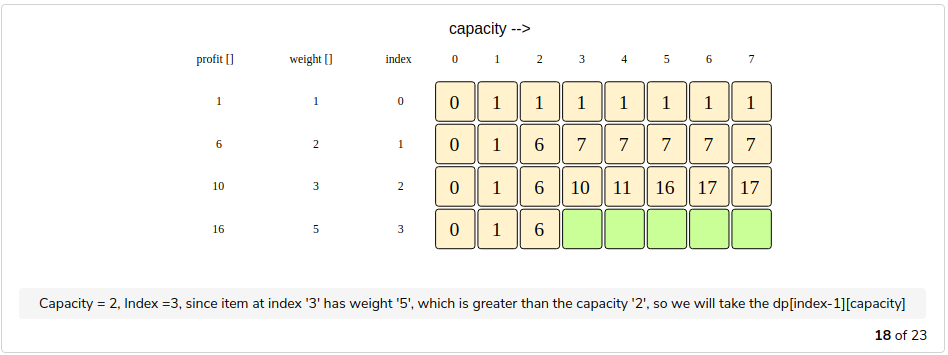 capacity -->
profit [] weight [] index 0 1 2 3 4 5 6 7
1 1 0 0 1 1 1 1 1 1 1
6 2 1 0 1 6 7 7 7 7 7
10 3 2 0 1 6 10 11 16 17 17
16 5 3 0 1 6
Capacity = 2, Index =3, since item at index '3' has weight '5', which is greater than the capacity '2', so we will take the dp[index-1][capacity]
18 of 23